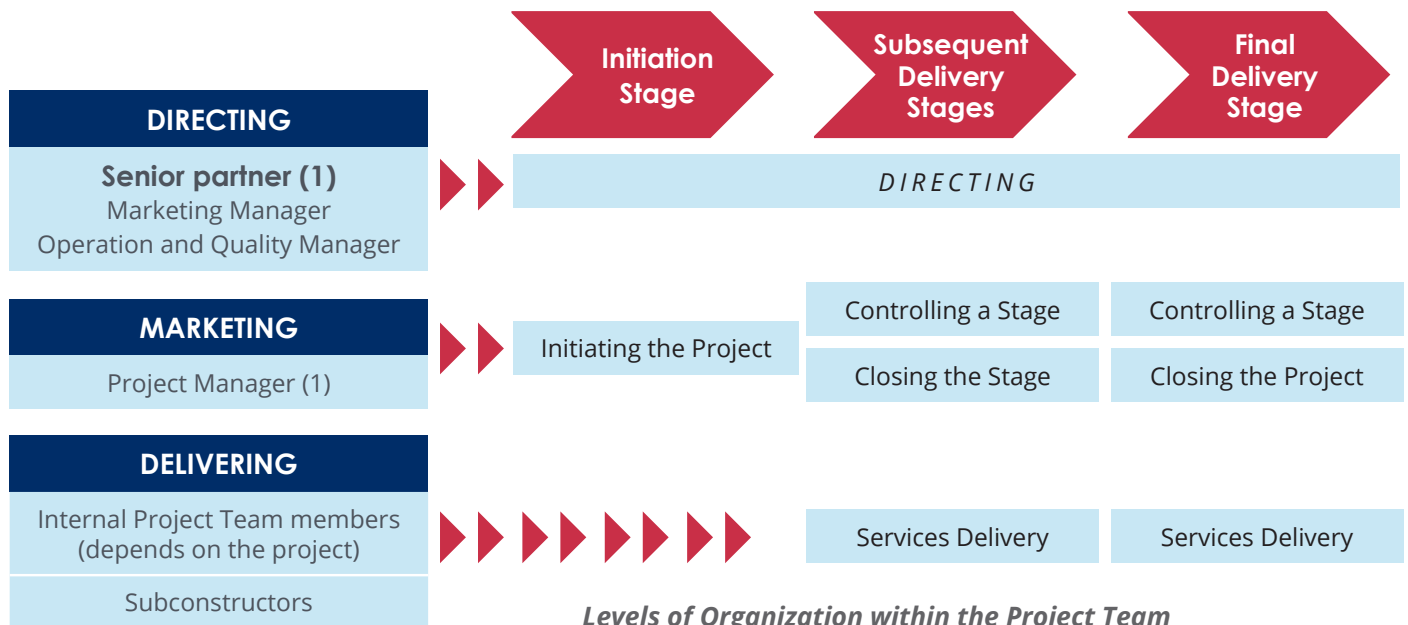 Initiation
Stage
Subsequent
Delivery
Stages
Final
Delivery
Stage
DIRECTING
Senior partner (1)
Marketing Manager
Operation and Quality Manager
DIRECTING
MARKETING
Project Manager (1)
Initiating the Project
Controlling a Stage
Closing the Stage
Controlling a Stage
Closing the Project
DELIVERING
Internal Project Team members
(depends on the project)
Subconstructors
Services Delivery
Services Delivery
Levels of Organization within the Project Team